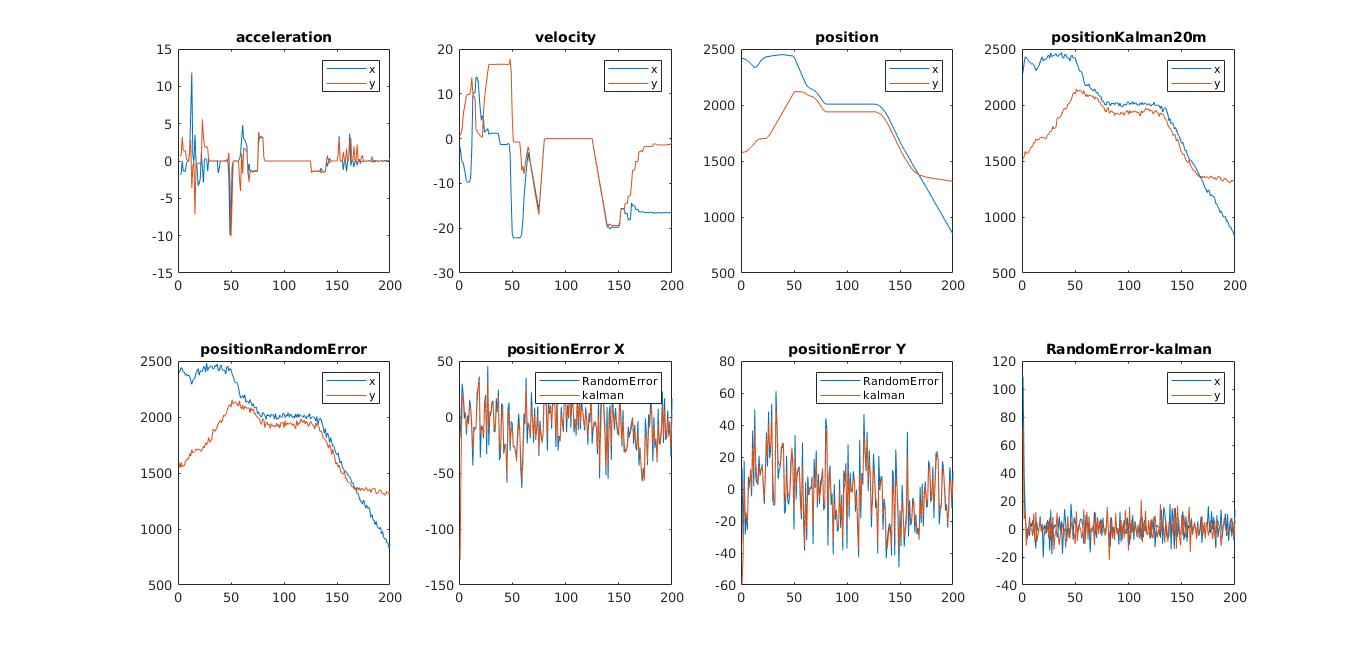 acceleration
15
10
5
0
-5
-10
-15
x
y
0 50 100 150 200
velocity
20
10
0
-10
-20
-30
x
y
0 50 100 150 200
position
2500
2000
1500
1000
500
x
y
0 50 100 150 200
positionKalman20m
2500
2000
1500
1000
500
x
y
0 50 100 150 200
positionRandomError
2500
2000
1500
1000
500
x
y
0 50 100 150 200
positionError X
50
0
-50
-100
-150
RandomError
kalman
0 50 100 150 200
positionError Y
80
60
40
20
0
-20
-40
-60
RandomError
kalman
0 50 100 150 200
RandomError-kalman
120
100
80
60
40
20
0
-20
-40
x
y
0 50 100 150 200